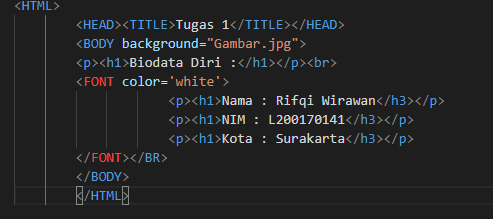 <HTML>
<HEAD><TITLE>Tugas 1</TITLE></HEAD>
<BODY background="Gambar.jpg">
<p><h1>Biodata Diri :</h1></p><br>
<FONT color='white'>
<p><h1>Nama : Rifqi Wirawan</h3></p>
<p><h1>NIM : L200170141</h3></p>
<p><h1>Kota : Surakarta</h3></p>
</FONT></BR>
</BODY>
</HTML>